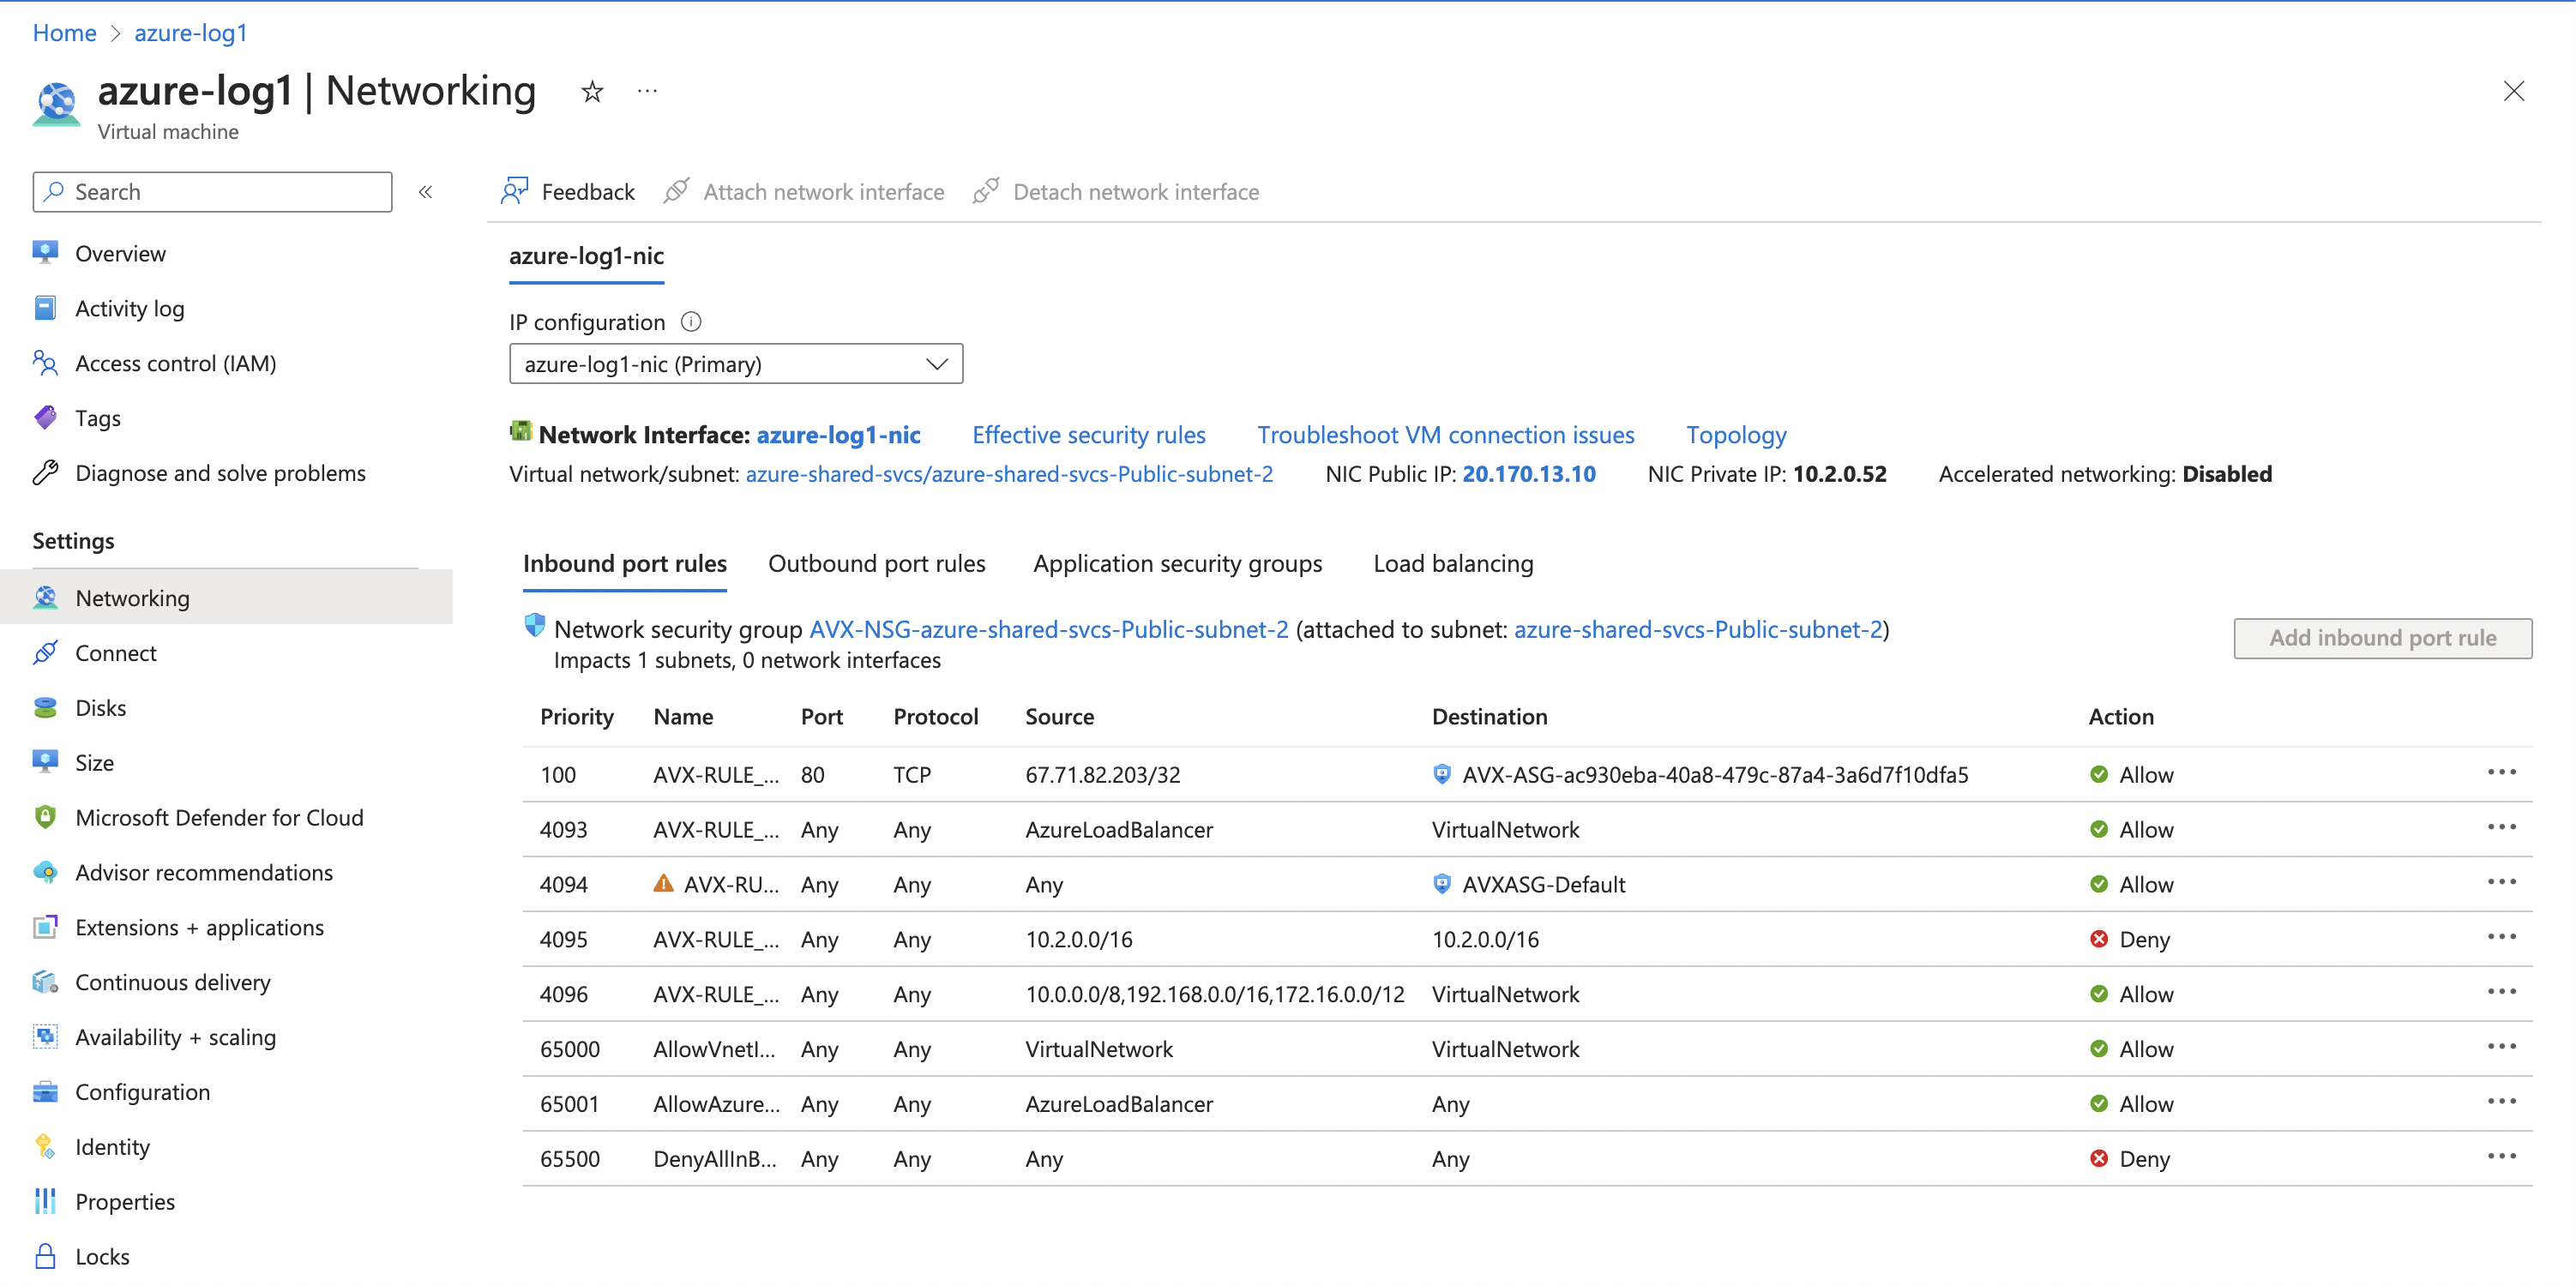 Home > azure-log1
azure-log1 | Networking ☆ ...
Virtual machine
Search «
Overview
Activity log
Access control (IAM)
Tags
Diagnose and solve problems
Settings
Networking
Connect
Disks
Size
Microsoft Defender for Cloud
Advisor recommendations
Extensions + applications
Continuous delivery
Availability + scaling
Configuration
Identity
Properties
Locks
Feedback Attach network interface Detach network interface
azure-log1-nic
IP configuration
azure-log1-nic (Primary)
Network Interface: azure-log1-nic Effective security rules Troubleshoot VM connection issues Topology
Virtual network/subnet: azure-shared-svcs/azure-shared-svcs-Public-subnet-2 NIC Public IP: 20.170.13.10 NIC Private IP: 10.2.0.52 Accelerated networking: Disabled
Inbound port rules Outbound port rules Application security groups Load balancing
Network security group AVX-NSG-azure-shared-svcs-Public-subnet-2 (attached to subnet: azure-shared-svcs-Public-subnet-2)
Impacts 1 subnets, 0 network interfaces
Add inbound port rule
Priority Name Port Protocol Source Destination Action
100 AVX-RULE_... 80 TCP 67.71.82.203/32 AVX-ASG-ac930eba-40a8-479c-87a4-3a6d7f10dfa5 Allow ...
4093 AVX-RULE_... Any Any AzureLoadBalancer VirtualNetwork Allow ...
4094 AVX-RU... Any Any Any AVXASG-Default Allow ...
4095 AVX-RULE_... Any Any 10.2.0.0/16 10.2.0.0/16 Deny ...
4096 AVX-RULE_... Any Any 10.0.0.0/8,192.168.0.0/16,172.16.0.0/12 VirtualNetwork Allow ...
65000 AllowVnetI... Any Any VirtualNetwork VirtualNetwork Allow ...
65001 AllowAzure... Any Any AzureLoadBalancer Any Allow ...
65500 DenyAllInB... Any Any Any Any Deny ...